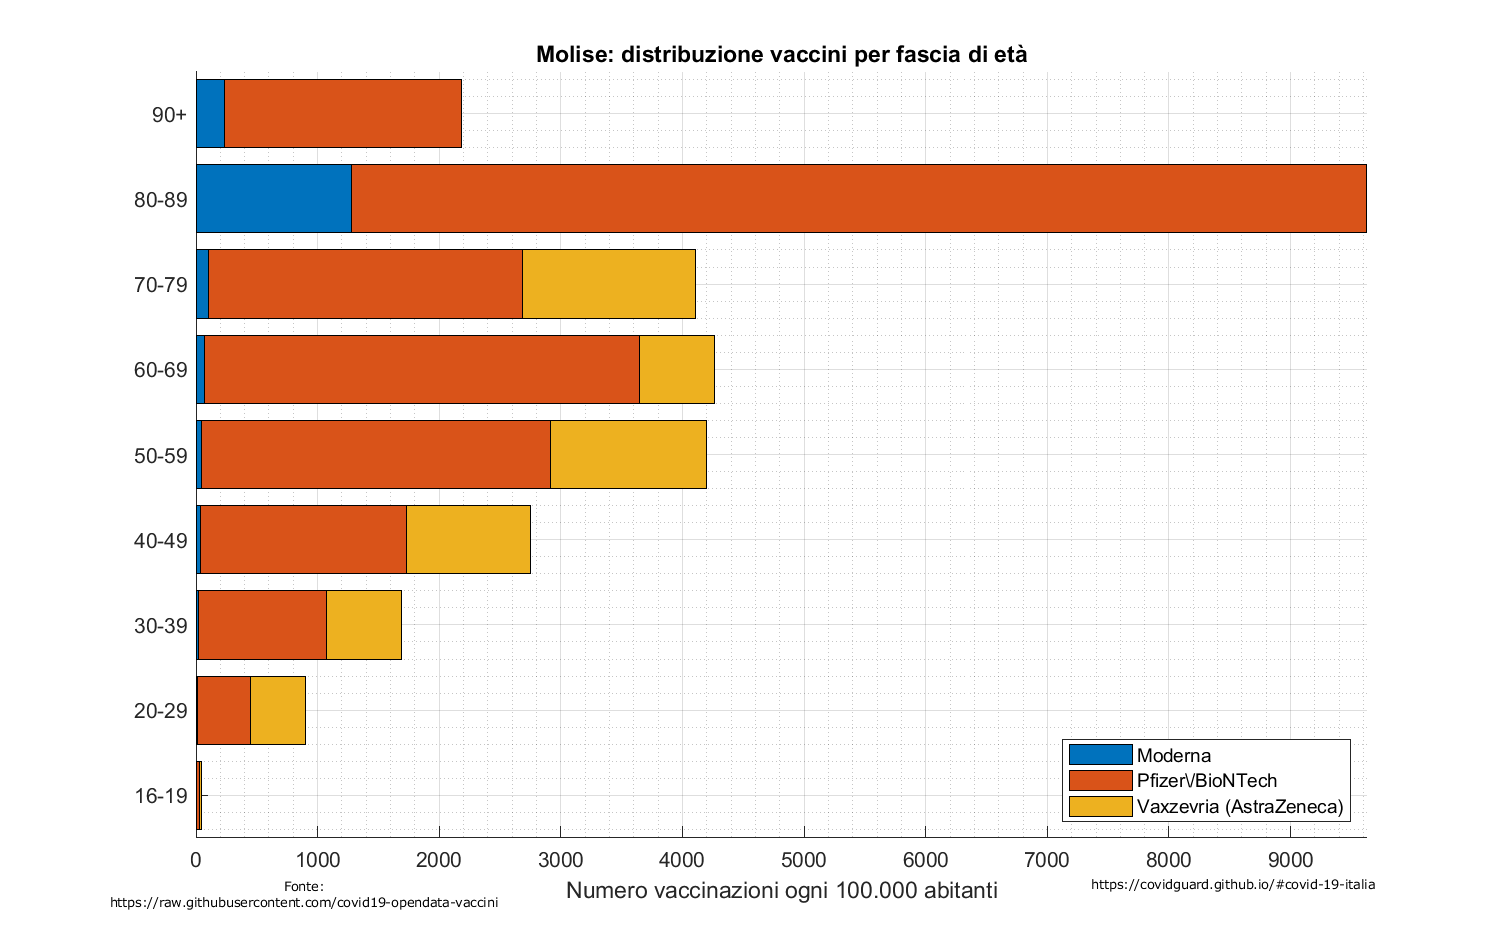 Molise: distribuzione vaccini per fascia di età
90+
80-89
70-79
60-69
50-59
40-49
30-39
20-29
16-19
Moderna
Pfizer\/BioNTech
Vaxzevria (AstraZeneca)
0 1000 2000 3000 4000 5000 6000 7000 8000 9000
Numero vaccinazioni ogni 100.000 abitanti
Fonte:
https://raw.githubusercontent.com/covid19-opendata-vaccini
https://covidguard.github.io/#covid-19-italia